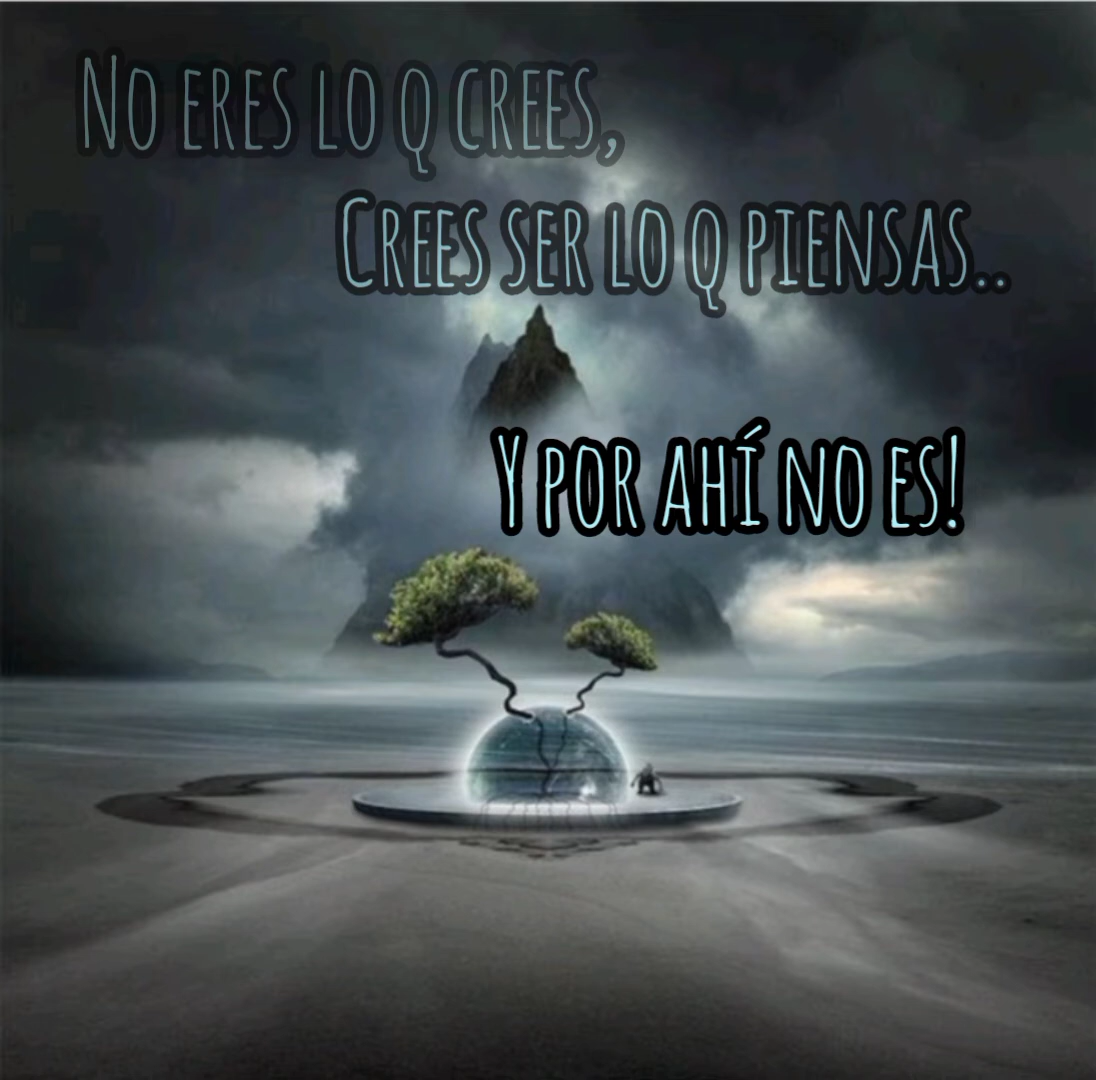 No eres lo q crees,
Crees ser lo q piensas..
Y por ahí no es!